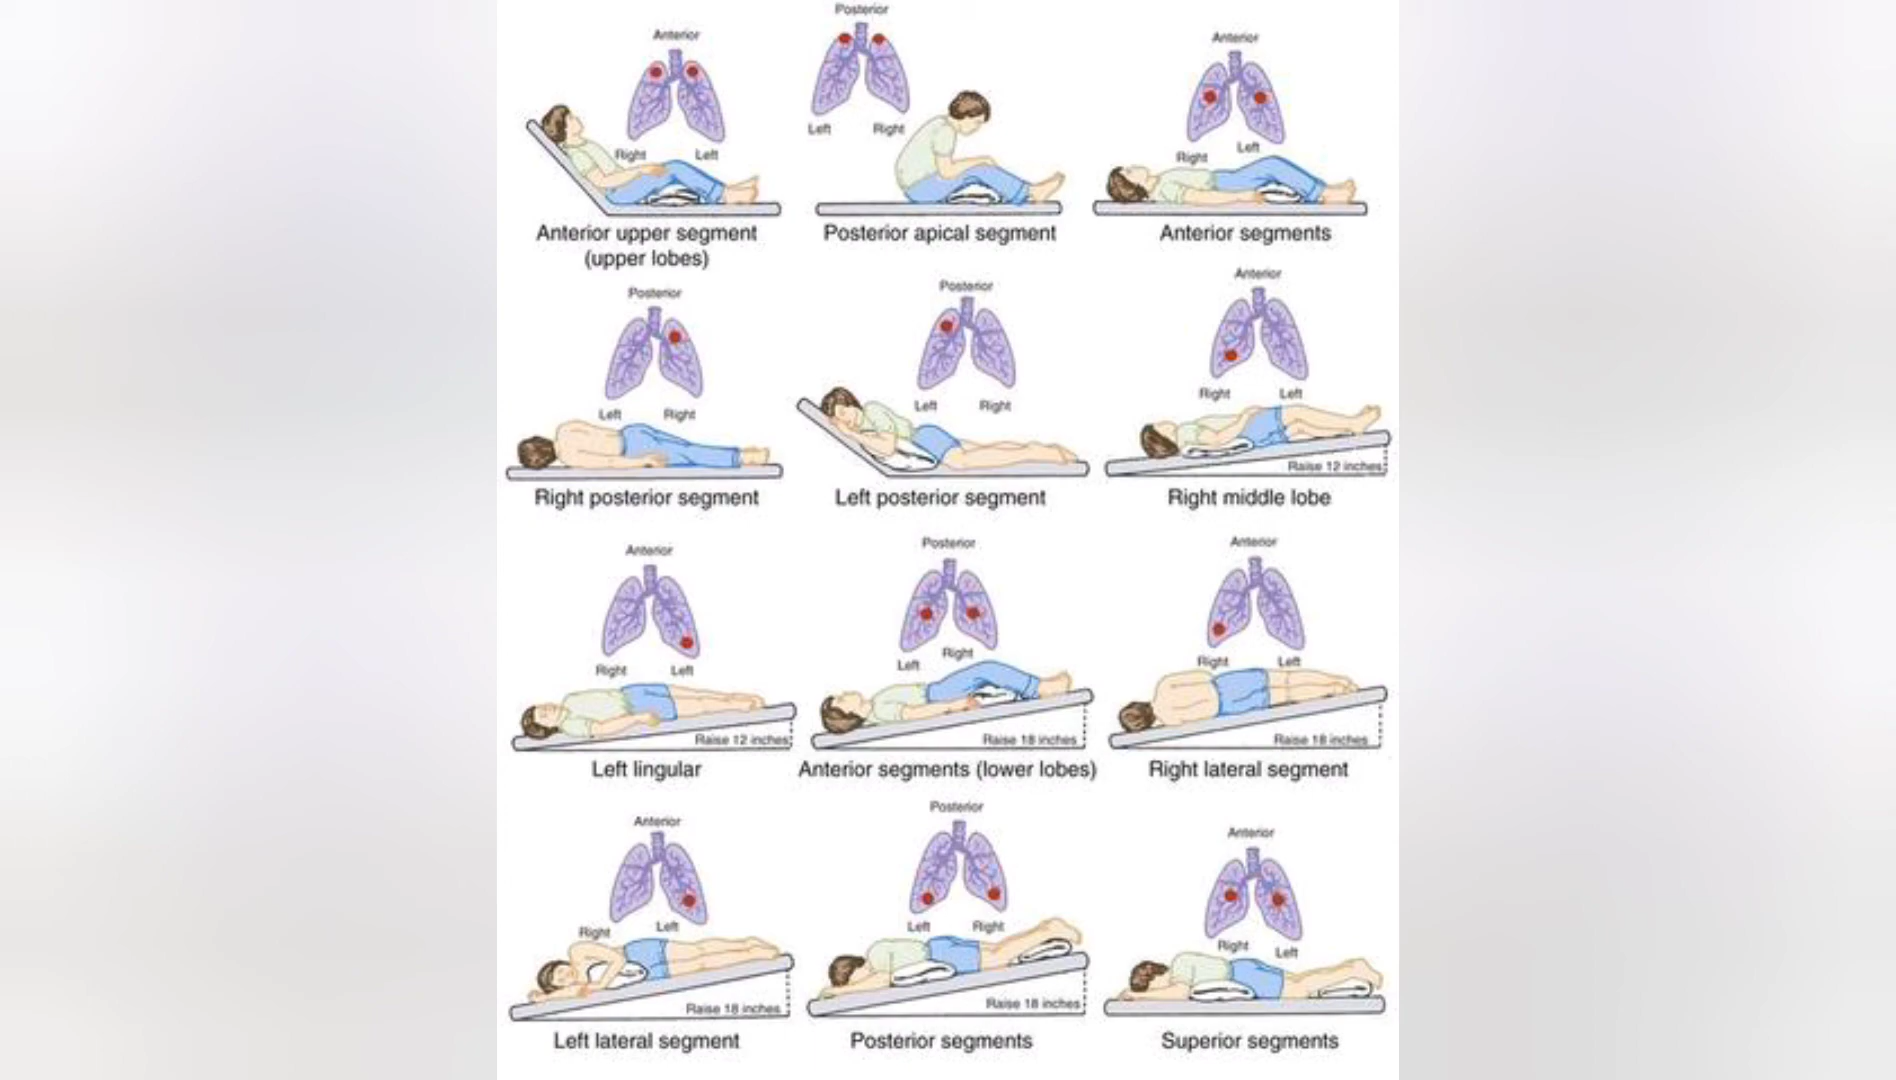 Anterior
Right Left
Anterior upper segment
(upper lobes)
Posterior
Left Right
Posterior apical segment
Anterior
Right Left
Anterior segments
Posterior
Left Right
Right posterior segment
Posterior
Left Right
Left posterior segment
Anterior
Right Left
Raise 12 inches
Right middle lobe
Anterior
Right Left
Raise 12 inches
Left lingular
Posterior
Left Right
Raise 18 inches
Anterior segments (lower lobes)
Anterior
Right Left
Raise 18 inches
Right lateral segment
Anterior
Right Left
Raise 18 inches
Left lateral segment
Posterior
Left Right
Raise 18 inches
Posterior segments
Anterior
Right Left
Superior segments